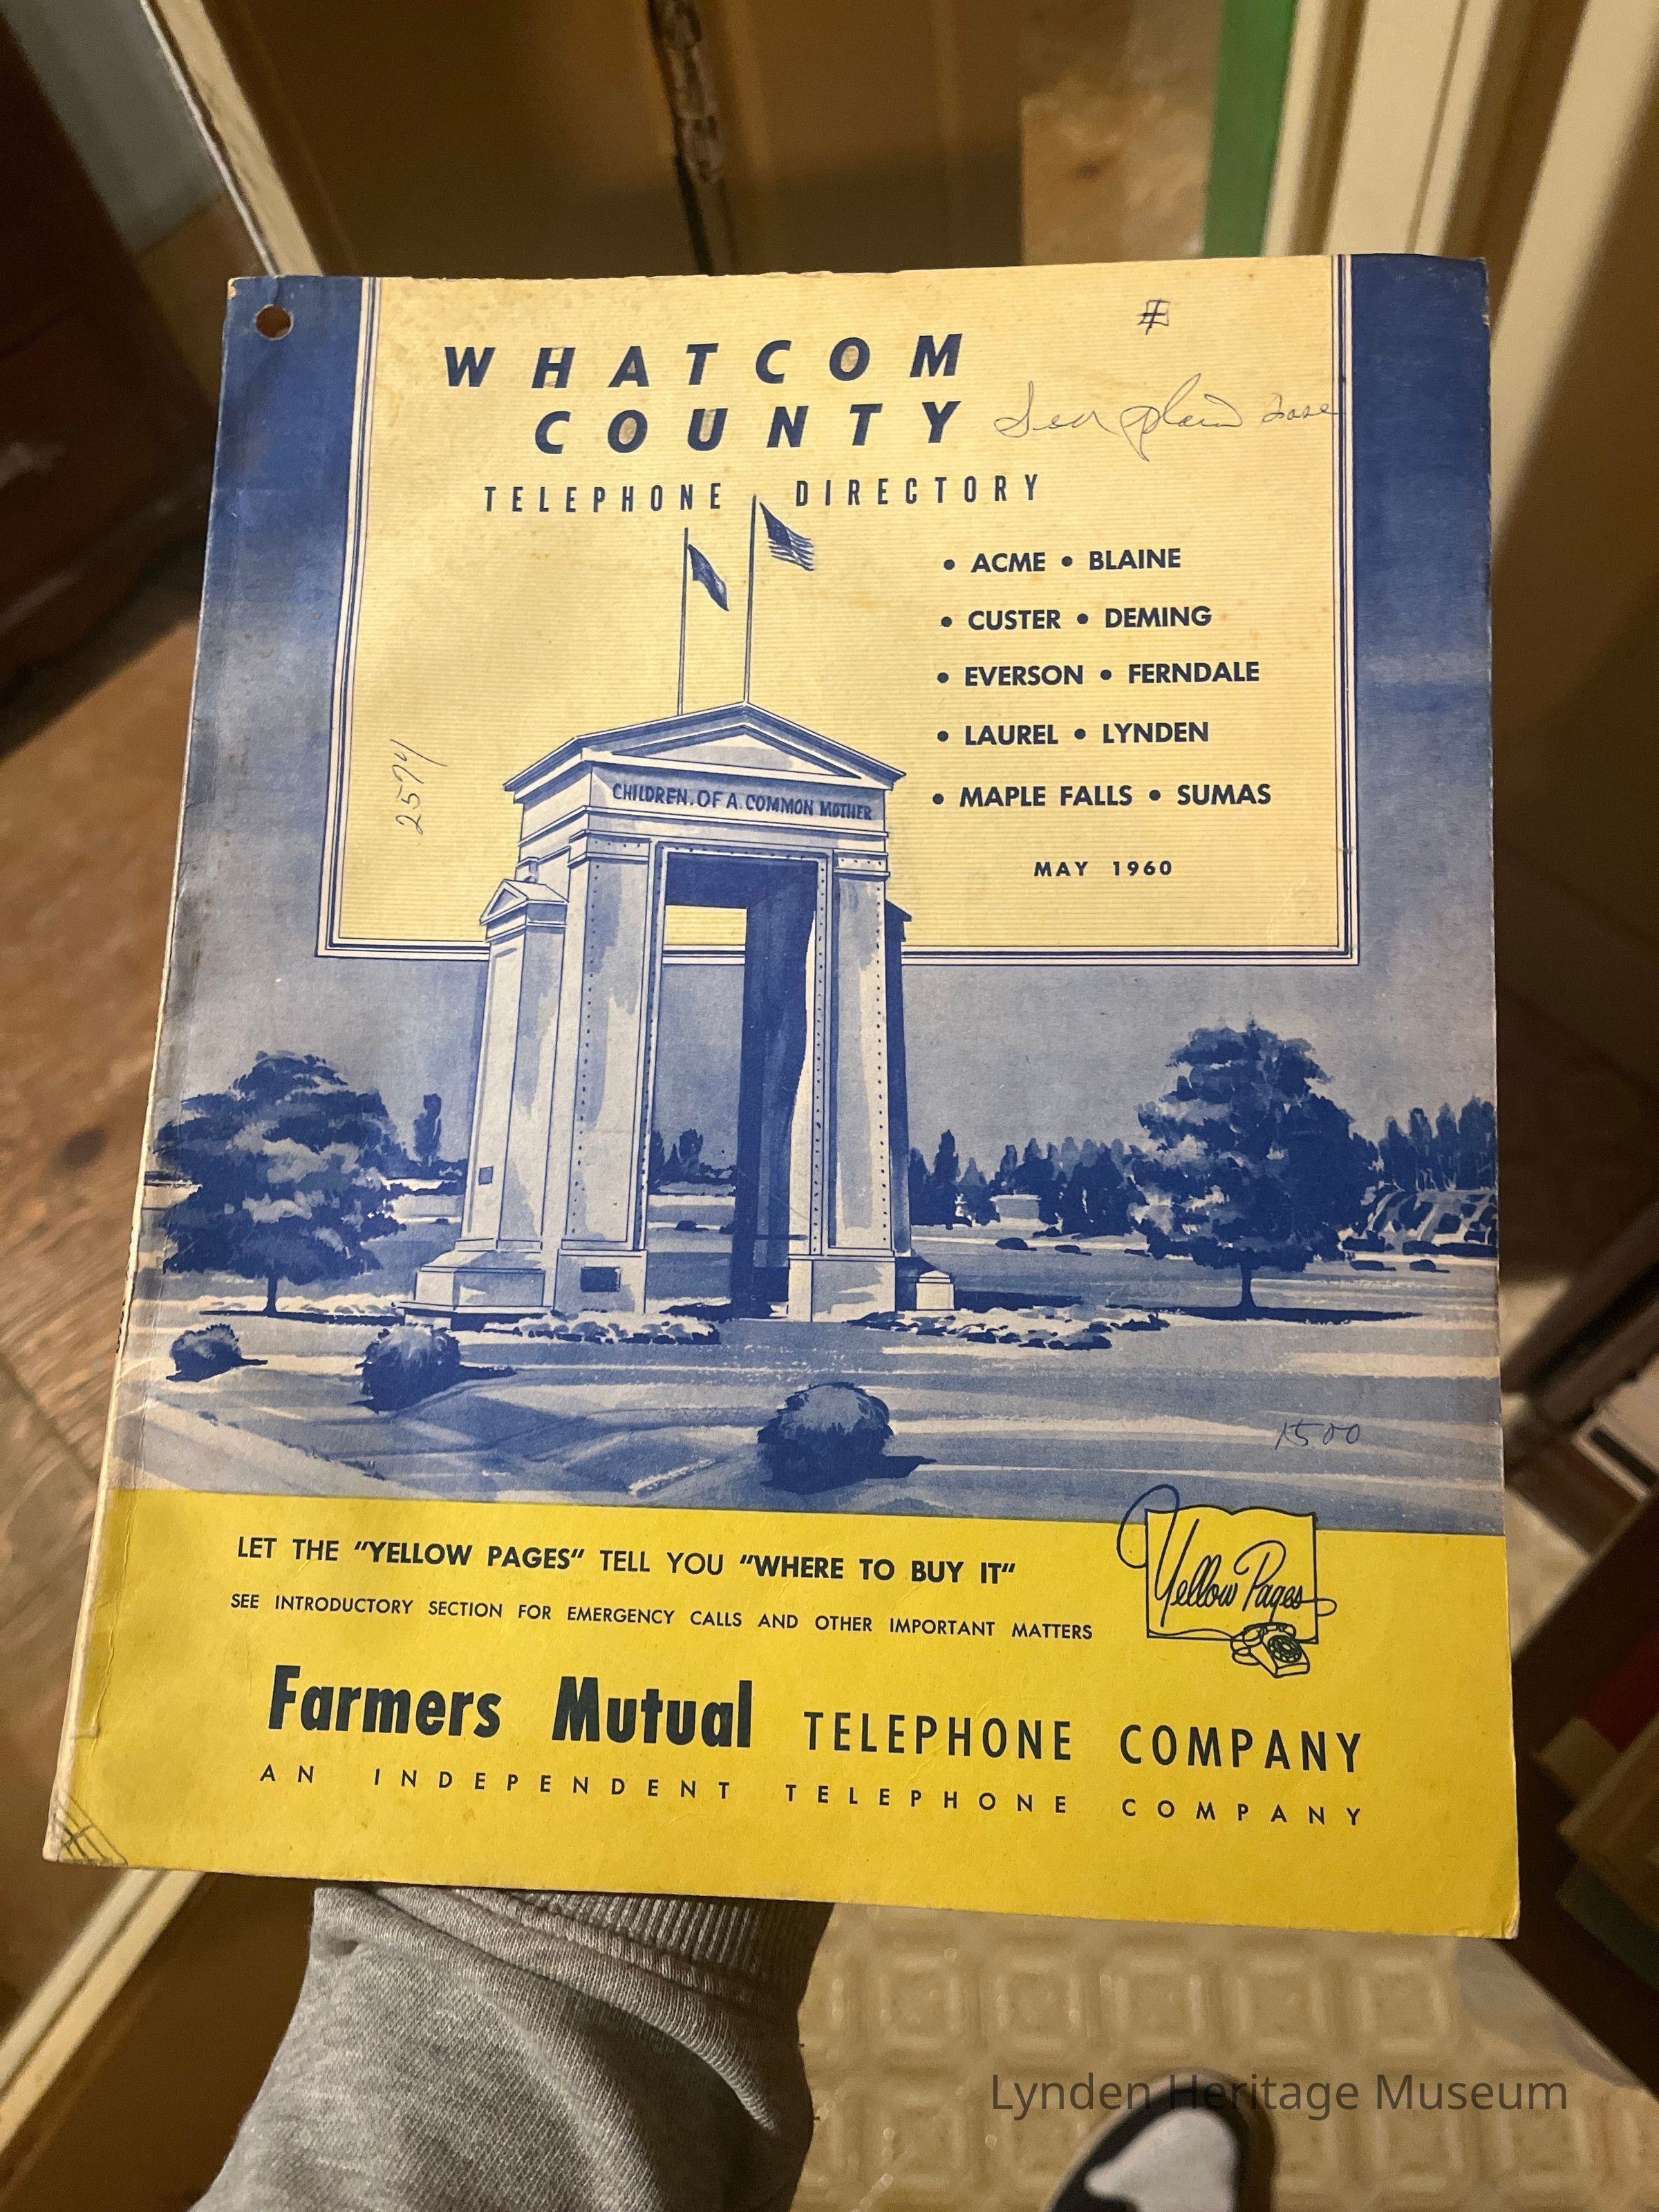 #
WHATCOM
COUNTY
TELEPHONE DIRECTORY
• ACME • BLAINE
• CUSTER • DEMING
• EVERSON • FERNDALE
• LAUREL • LYNDEN
• MAPLE FALLS • SUMAS
MAY 1960
2574
CHILDREN OF A COMMON MOTHER
1500
LET THE "YELLOW PAGES" TELL YOU "WHERE TO BUY IT"
SEE INTRODUCTORY SECTION FOR EMERGENCY CALLS AND OTHER IMPORTANT MATTERS
Yellow Pages
Farmers Mutual TELEPHONE COMPANY
AN INDEPENDENT TELEPHONE COMPANY
Lynden Heritage Museum